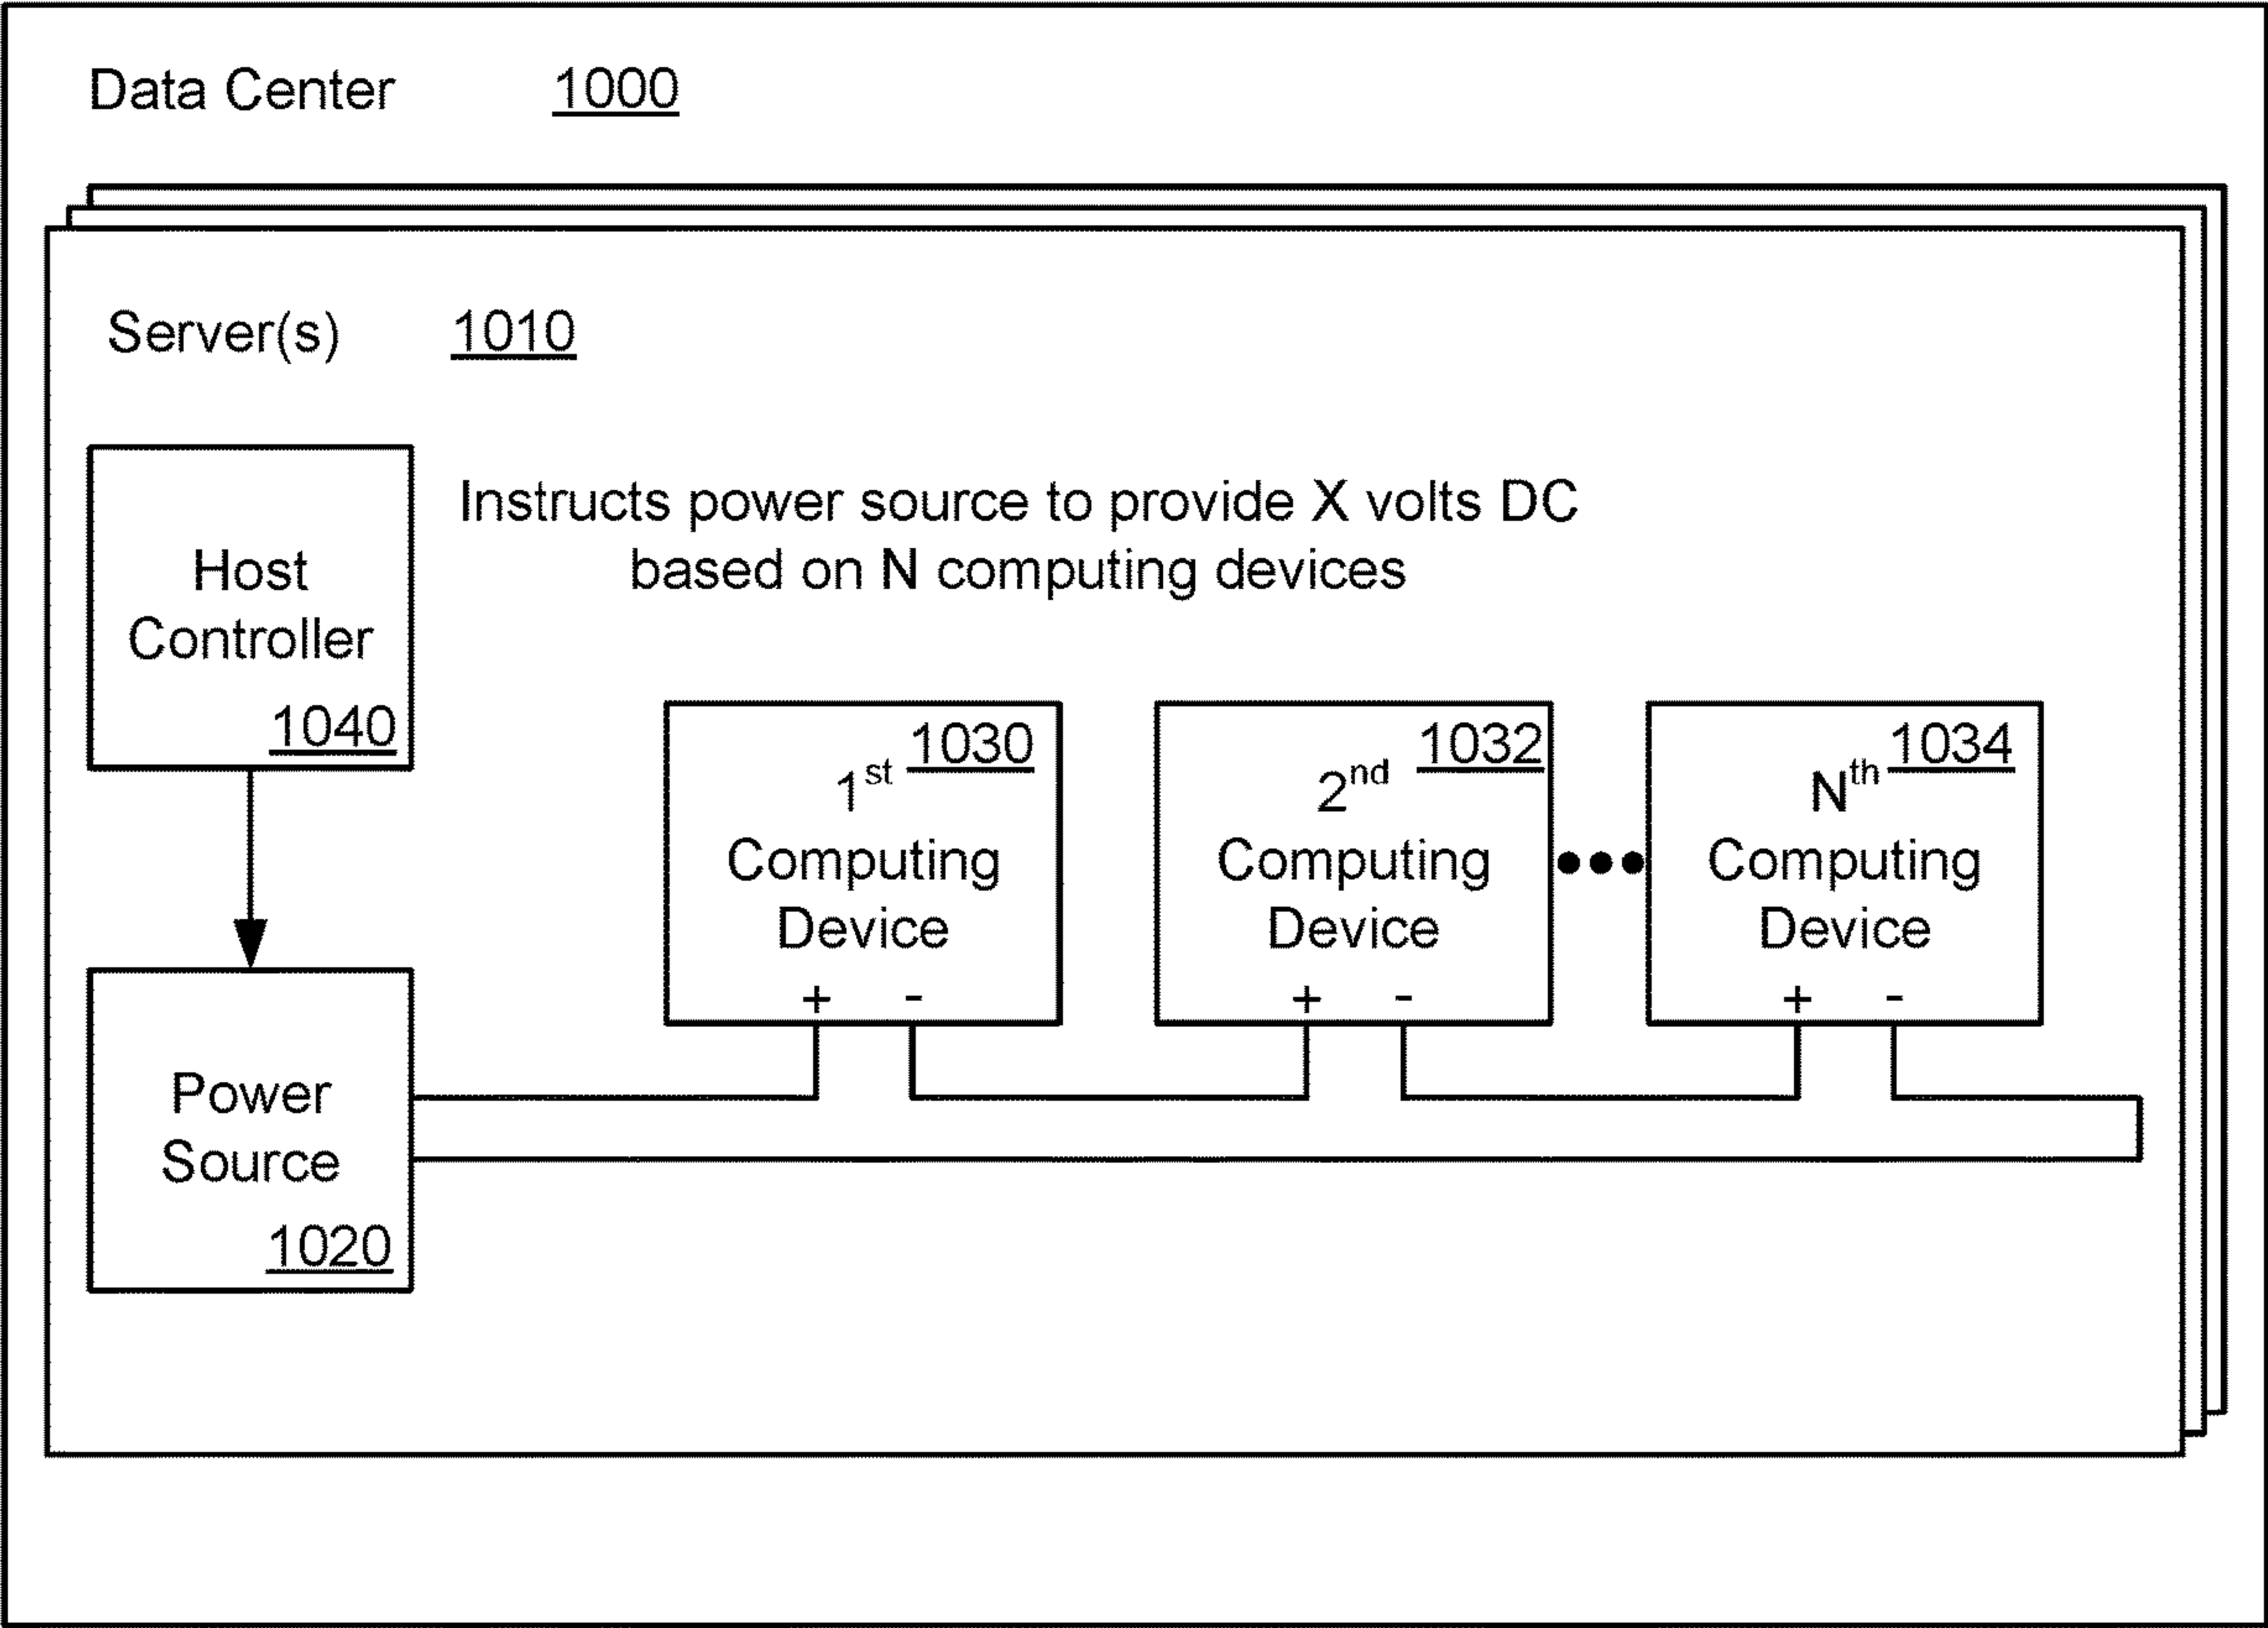 Data Center 1000
Server(s) 1010
Instructs power source to provide X volts DC
based on N computing devices
Host
Controller
1040
1030
1st
Computing
Device
+ -
1032
2nd
Computing
Device
+ -
1034
Nth
Computing
Device
+ -
Power
Source
1020